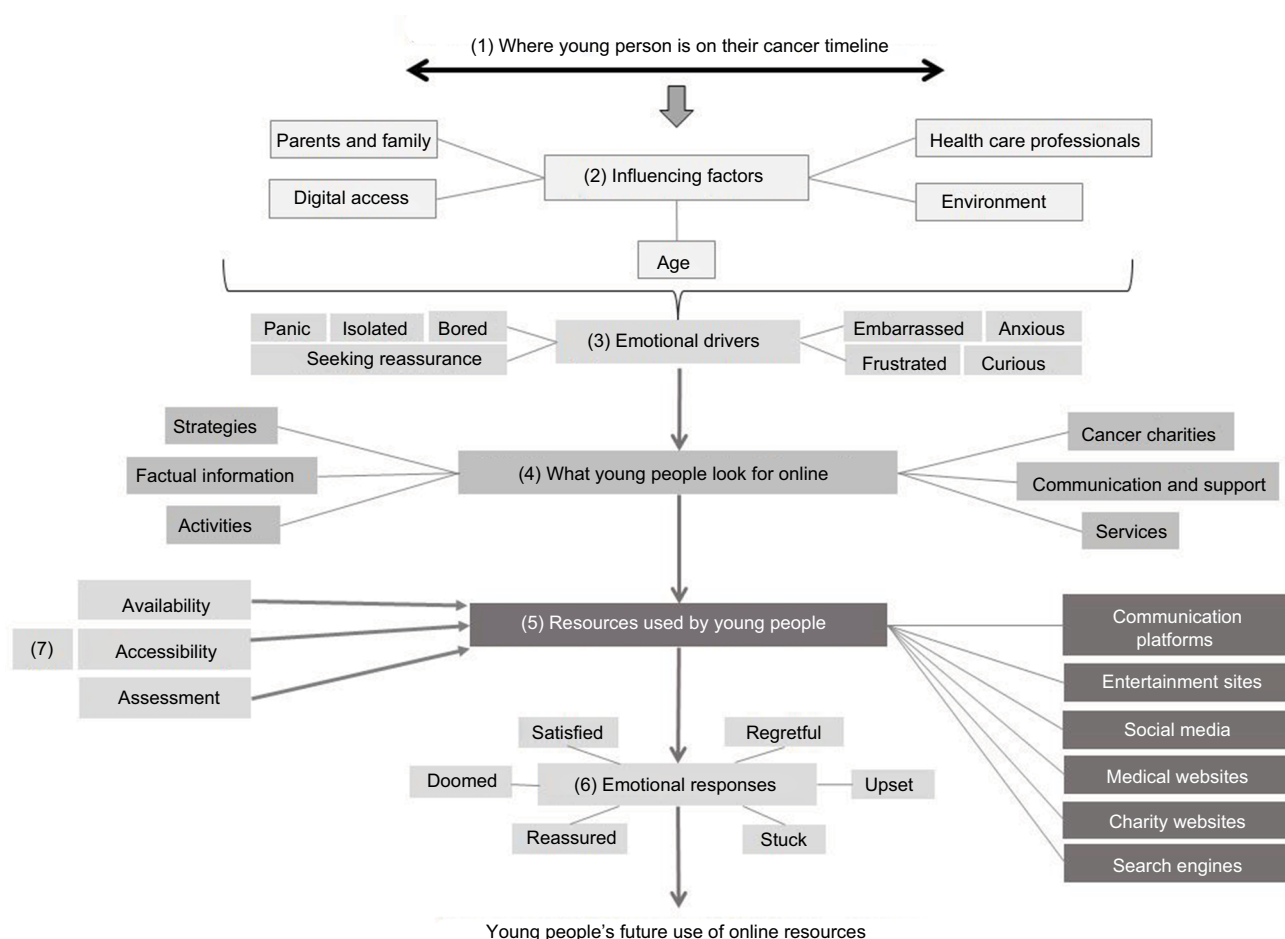 (1) Where young person is on their cancer timeline
Parents and family
Health care professionals
(2) Influencing factors
Digital access
Environment
Age
Panic
Isolated
Bored
Seeking reassurance
(3) Emotional drivers
Embarrassed
Anxious
Frustrated
Curious
Strategies
Factual information
Activities
(4) What young people look for online
Cancer charities
Communication and support
Services
(7)
Availability
Accessibility
Assessment
(5) Resources used by young people
Communication
platforms
Entertainment sites
Social media
Medical websites
Charity websites
Search engines
Satisfied
Regretful
Doomed
(6) Emotional responses
Upset
Reassured
Stuck
Young people’s future use of online resources